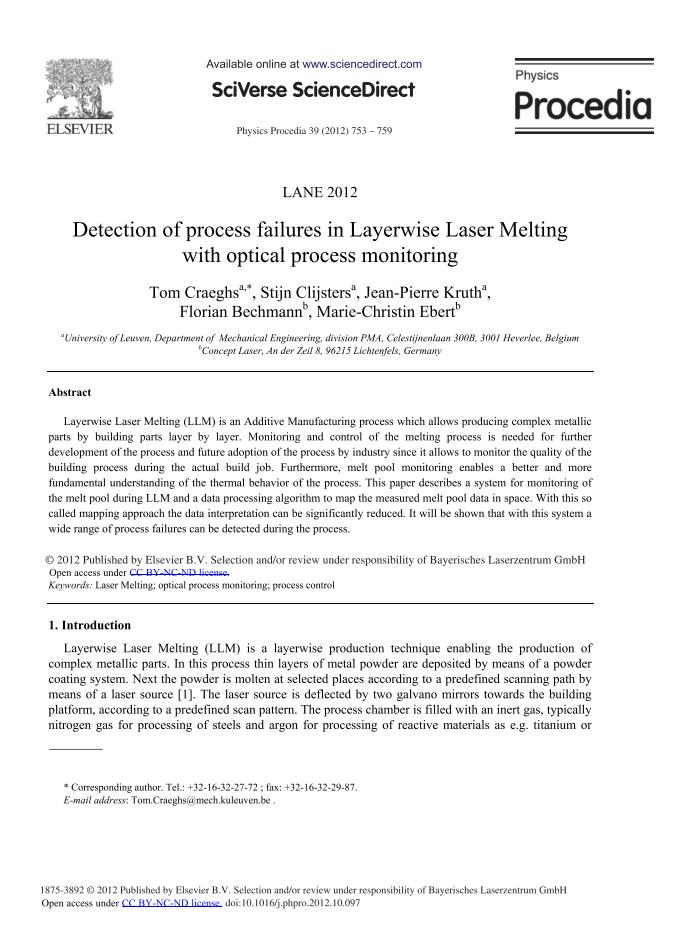 ELSEVIER
Available online at www.sciencedirect.com
SciVerse ScienceDirect
Physics Procedia 39 (2012) 753 – 759
Physics
Procedia
LANE 2012
Detection of process failures in Layerwise Laser Melting
with optical process monitoring
Tom Craeghsa,*, Stijn Clijstersa, Jean-Pierre Krutha,
Florian Bechmannb, Marie-Christin Ebertb
aUniversity of Leuven, Department of Mechanical Engineering, division PMA, Celestijnenlaan 300B, 3001 Heverlee, Belgium
bConcept Laser, An der Zeil 8, 96215 Lichtenfels, Germany
Abstract
Layerwise Laser Melting (LLM) is an Additive Manufacturing process which allows producing complex metallic
parts by building parts layer by layer. Monitoring and control of the melting process is needed for further
development of the process and future adoption of the process by industry since it allows to monitor the quality of the
building process during the actual build job. Furthermore, melt pool monitoring enables a better and more
fundamental understanding of the thermal behavior of the process. This paper describes a system for monitoring of
the melt pool during LLM and a data processing algorithm to map the measured melt pool data in space. With this so
called mapping approach the data interpretation can be significantly reduced. It will be shown that with this system a
wide range of process failures can be detected during the process.
© 2012 Published by Elsevier B.V. Selection and/or review under responsibility of Bayerisches Laserzentrum GmbH
Open access under CC BY-NC-ND license.
Keywords: Laser Melting; optical process monitoring; process control
1. Introduction
Layerwise Laser Melting (LLM) is a layerwise production technique enabling the production of
complex metallic parts. In this process thin layers of metal powder are deposited by means of a powder
coating system. Next the powder is molten at selected places according to a predefined scanning path by
means of a laser source [1]. The laser source is deflected by two galvano mirrors towards the building
platform, according to a predefined scan pattern. The process chamber is filled with an inert gas, typically
nitrogen gas for processing of steels and argon for processing of reactive materials as e.g. titanium or
* Corresponding author. Tel.: +32-16-32-27-72 ; fax: +32-16-32-29-87.
E-mail address: Tom.Craeghs@mech.kuleuven.be .
1875-3892 © 2012 Published by Elsevier B.V. Selection and/or review under responsibility of Bayerisches Laserzentrum GmbH
Open access under CC BY-NC-ND license. doi:10.1016/j.phpro.2012.10.097